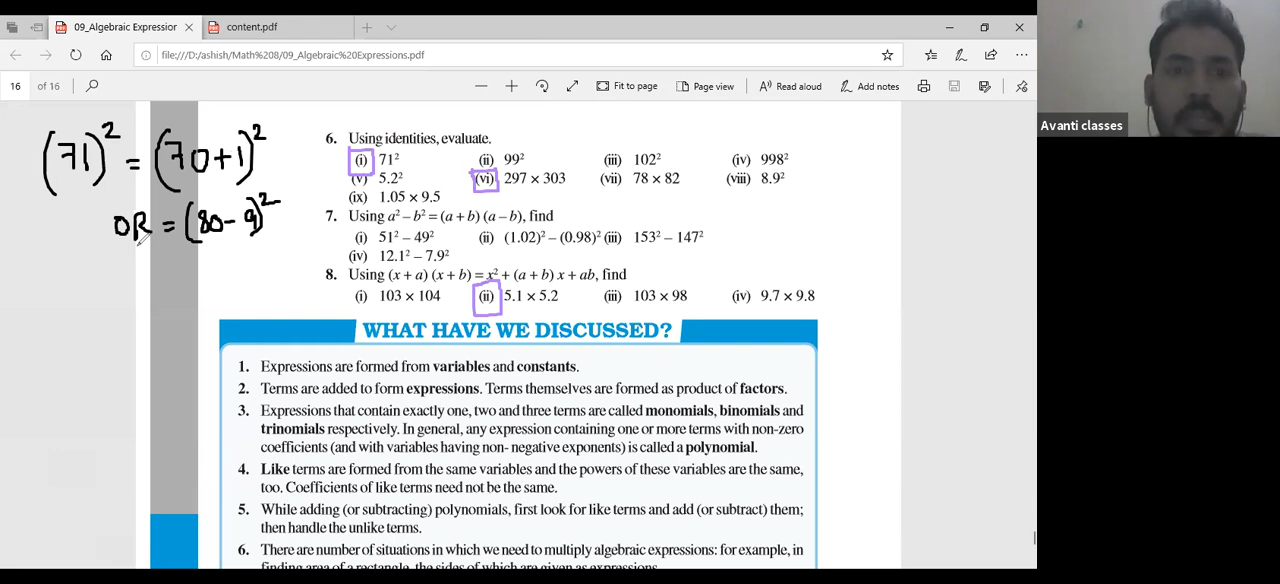 09_Algebraic Expression
content.pdf
file:///D:/ashish/Math%208/09_Algebraic%20Expressions.pdf
16 of 16
Fit to page
Page view
Read aloud
Add notes
Avanti classes
(71)² = (70+1)²
OR = (80-9)²
6. Using identities, evaluate.
(i) 71² (ii) 99² (iii) 102² (iv) 998²
(v) 5.2² (vi) 297 × 303 (vii) 78 × 82 (viii) 8.9²
(ix) 1.05 × 9.5
7. Using a² – b² = (a + b) (a – b), find
(i) 51² – 49² (ii) (1.02)² – (0.98)² (iii) 153² – 147²
(iv) 12.1² – 7.9²
8. Using (x + a) (x + b) = x² + (a + b) x + ab, find
(i) 103 × 104 (ii) 5.1 × 5.2 (iii) 103 × 98 (iv) 9.7 × 9.8
WHAT HAVE WE DISCUSSED?
1. Expressions are formed from variables and constants.
2. Terms are added to form expressions. Terms themselves are formed as product of factors.
3. Expressions that contain exactly one, two and three terms are called monomials, binomials and
trinomials respectively. In general, any expression containing one or more terms with non-zero
coefficients (and with variables having non- negative exponents) is called a polynomial.
4. Like terms are formed from the same variables and the powers of these variables are the same,
too. Coefficients of like terms need not be the same.
5. While adding (or subtracting) polynomials, first look for like terms and add (or subtract) them;
then handle the unlike terms.
6. There are number of situations in which we need to multiply algebraic expressions: for example, in
finding area of a rectangle, the sides of which are given as expressions.